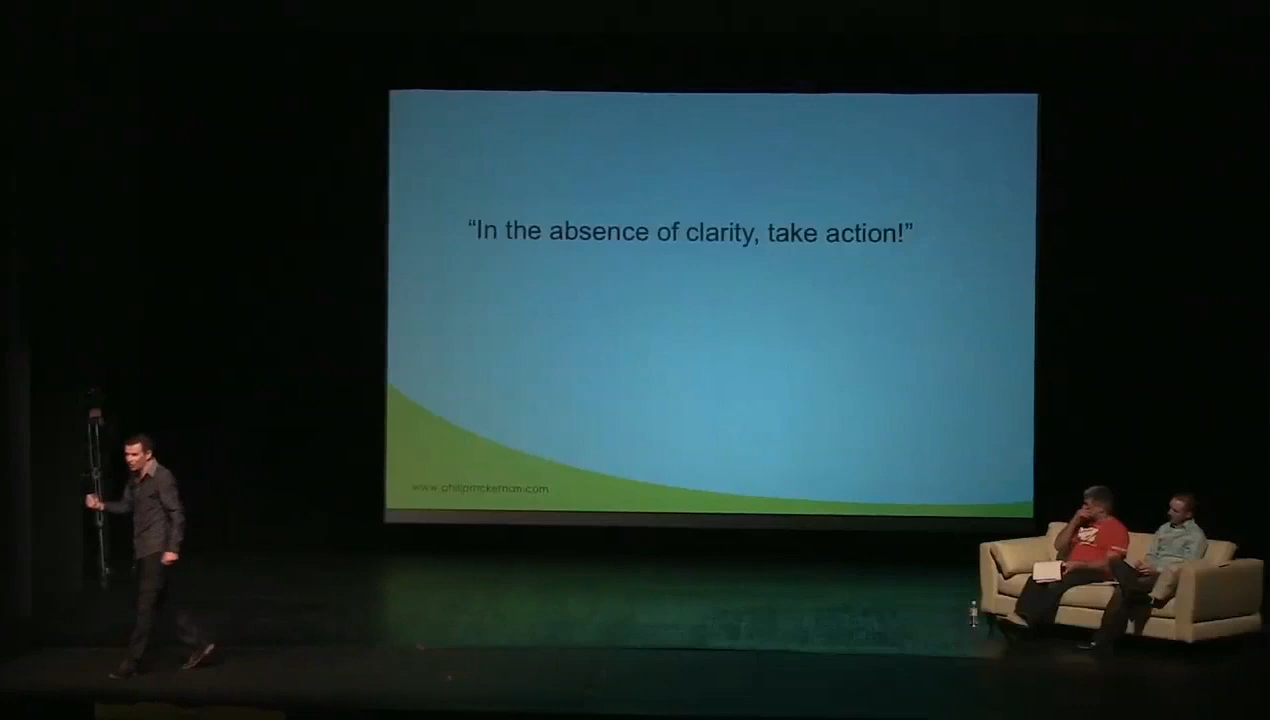 “In the absence of clarity, take action!”
www.philipmckernan.com